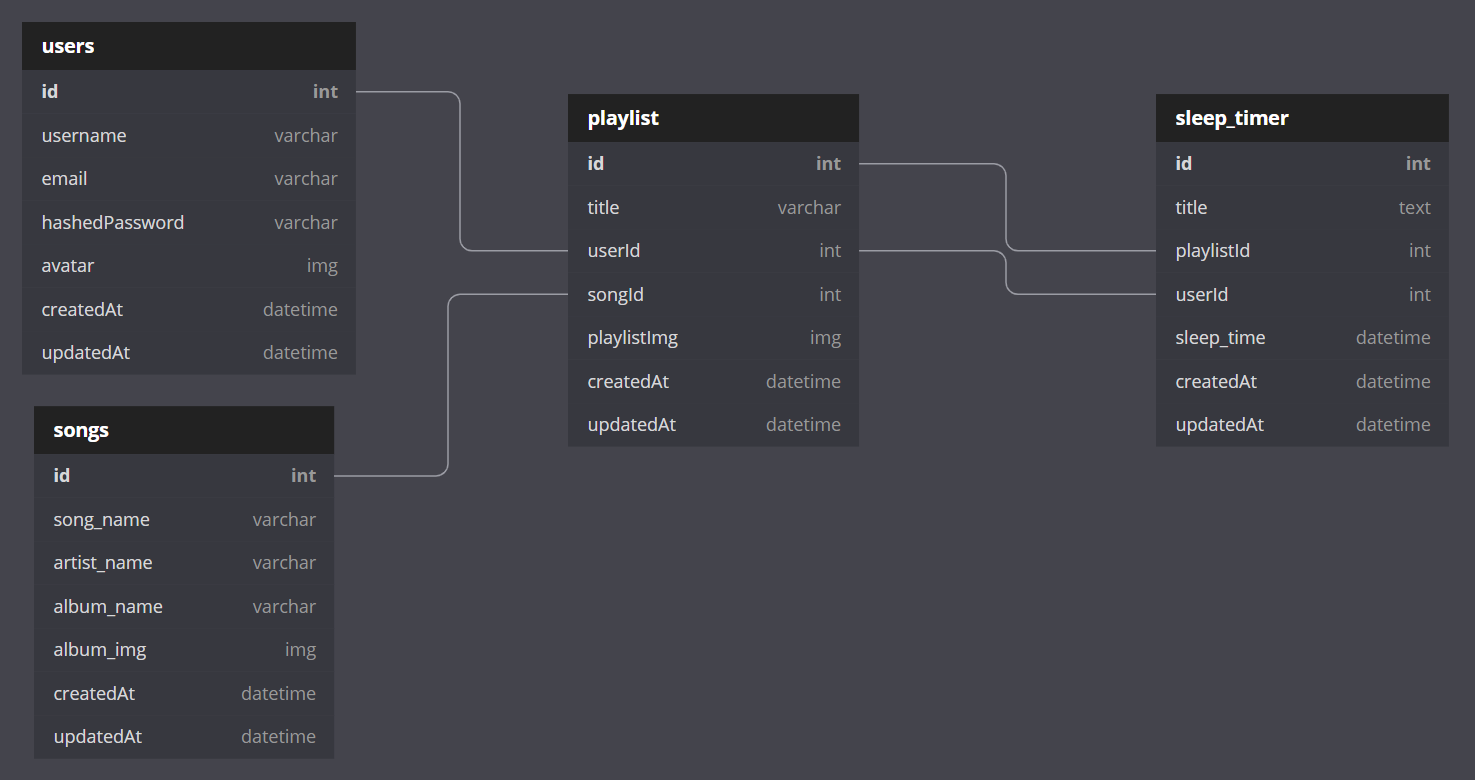 users
id int
username varchar
email varchar
hashedPassword varchar
avatar img
createdAt datetime
updatedAt datetime
songs
id int
song_name varchar
artist_name varchar
album_name varchar
album_img img
createdAt datetime
updatedAt datetime
playlist
id int
title varchar
userId int
songId int
playlistImg img
createdAt datetime
updatedAt datetime
sleep_timer
id int
title text
playlistId int
userId int
sleep_time datetime
createdAt datetime
updatedAt datetime